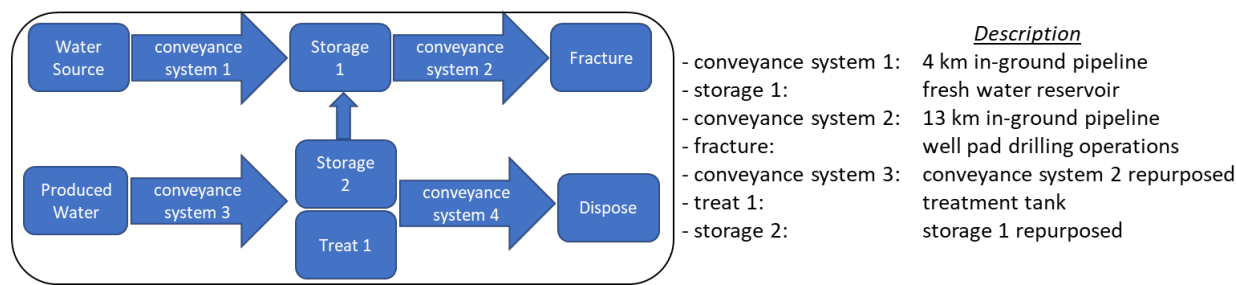 Water
Source
conveyance
system 1
Storage
1
conveyance
system 2
Fracture
Produced
Water
conveyance
system 3
Storage
2
Treat 1
conveyance
system 4
Dispose
Description
- conveyance system 1: 4 km in-ground pipeline
- storage 1: fresh water reservoir
- conveyance system 2: 13 km in-ground pipeline
- fracture: well pad drilling operations
- conveyance system 3: conveyance system 2 repurposed
- treat 1: treatment tank
- storage 2: storage 1 repurposed